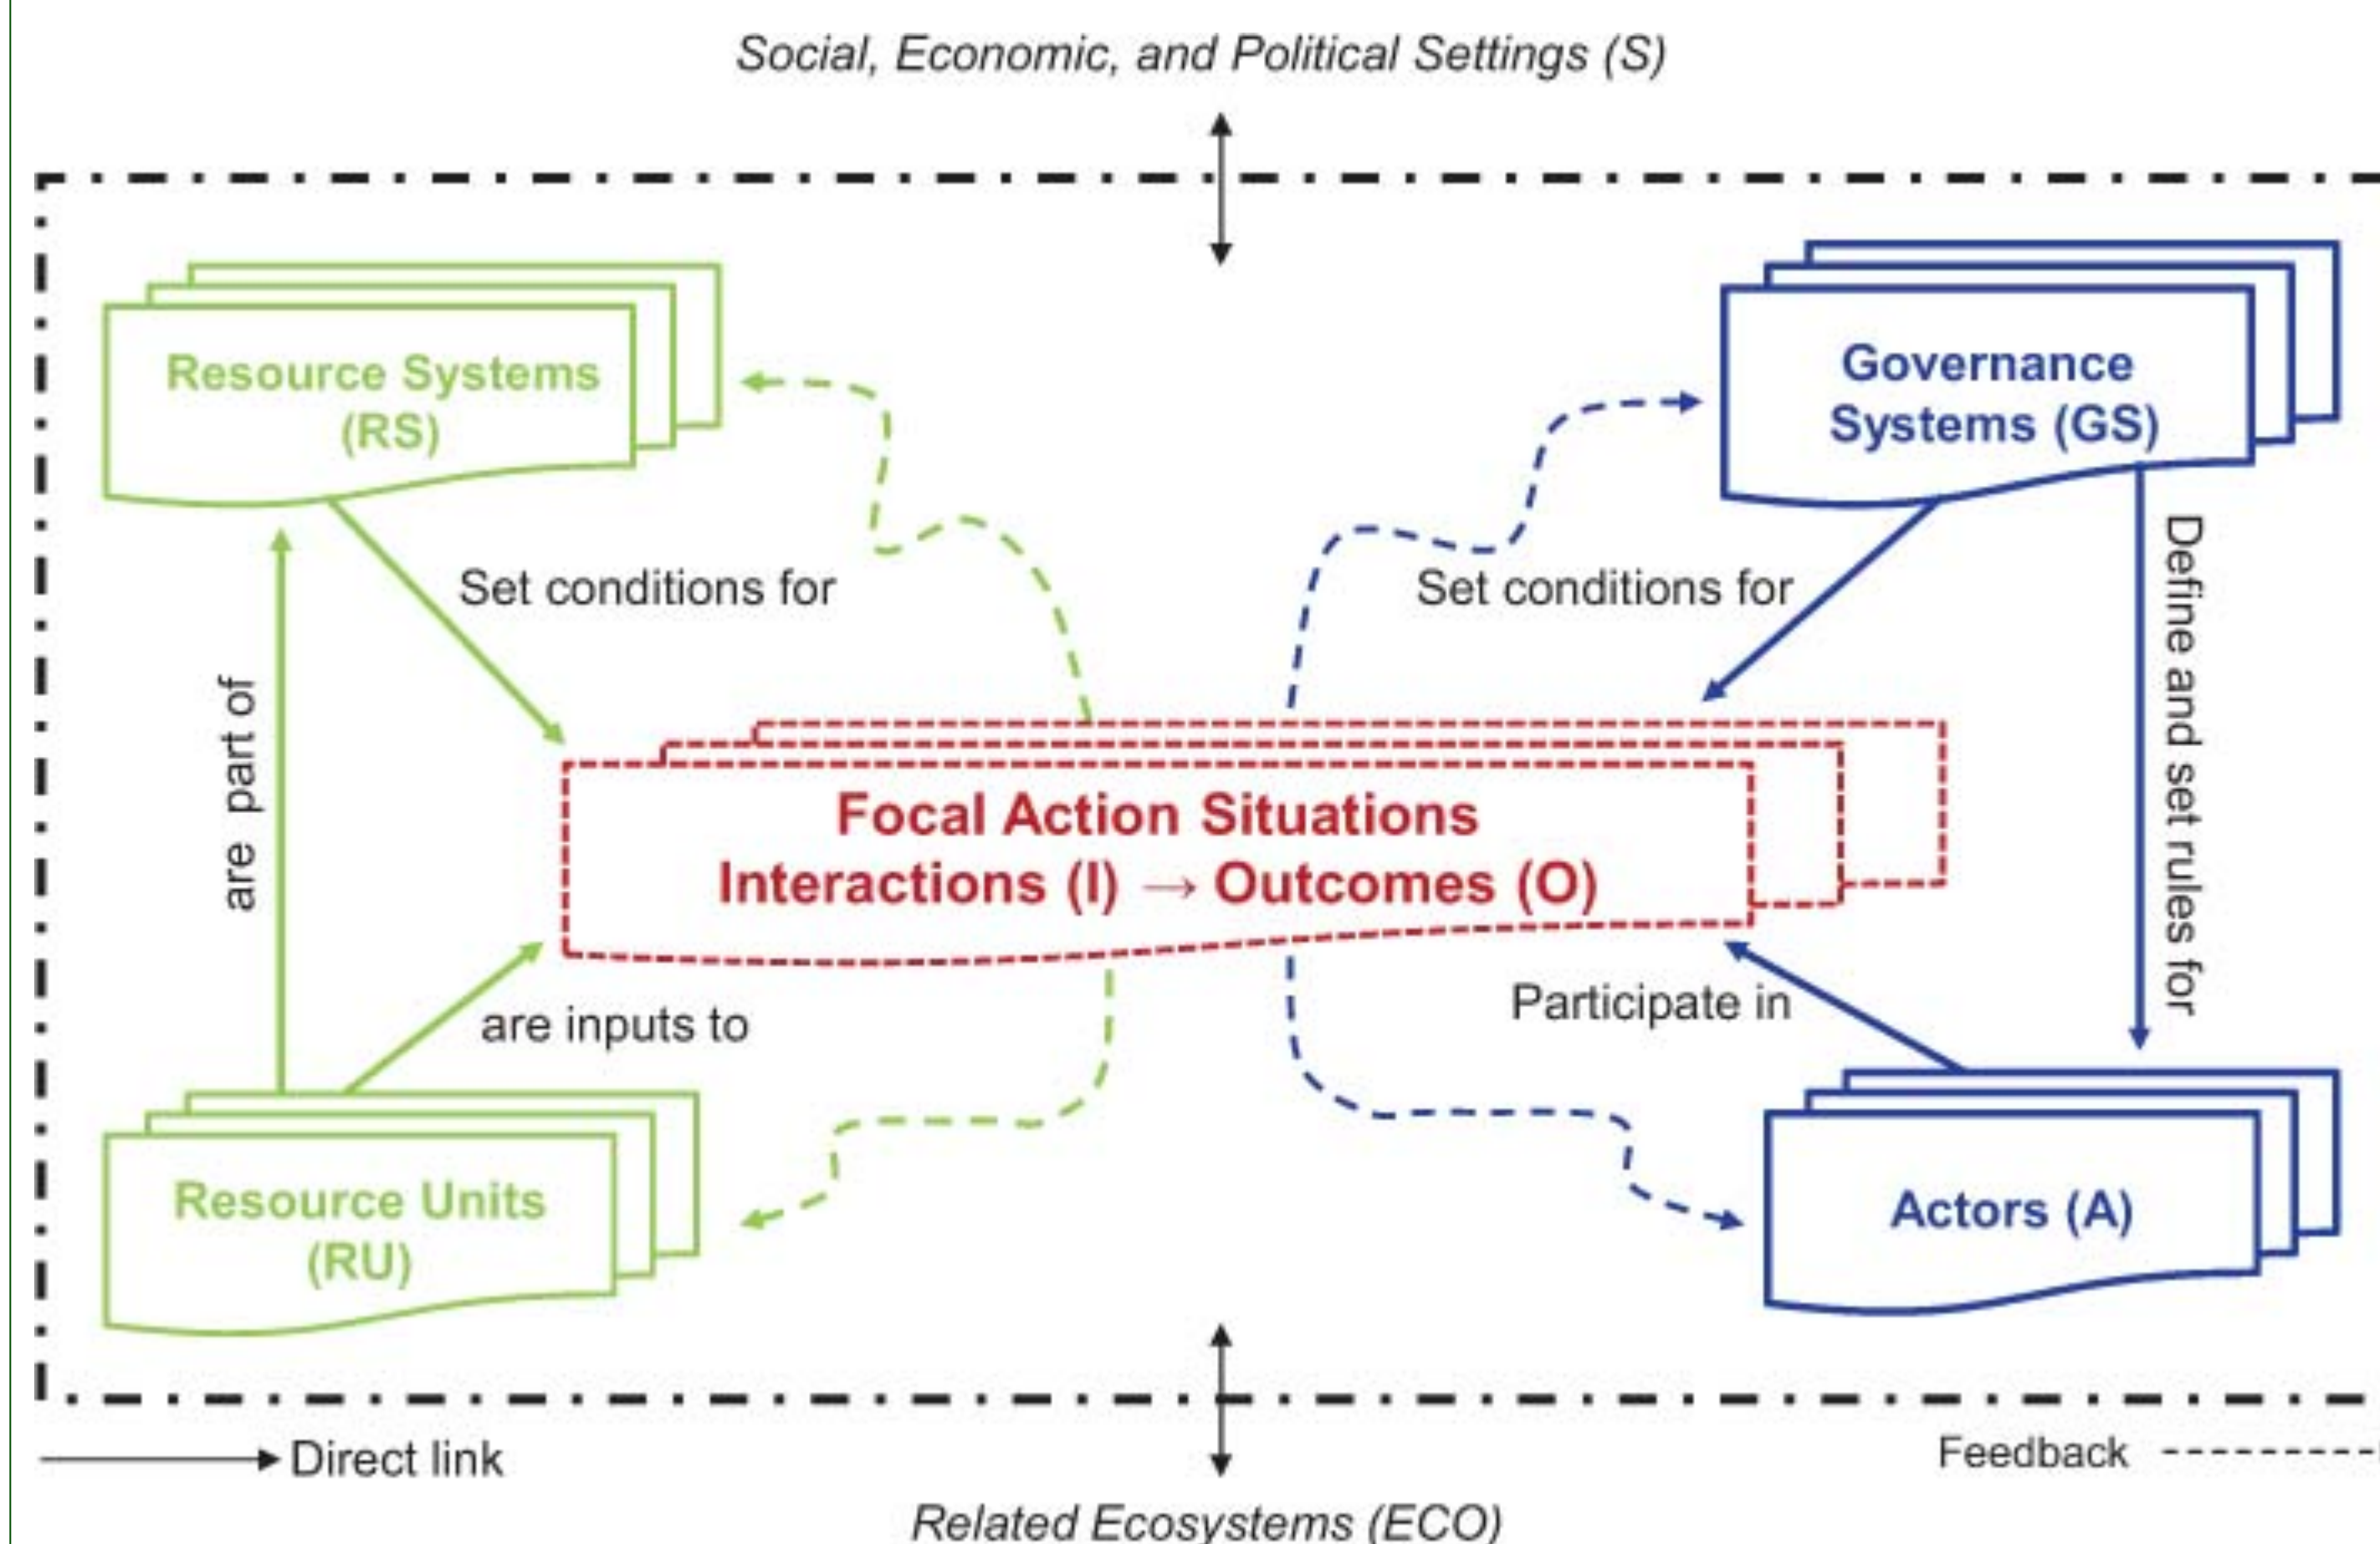 Social, Economic, and Political Settings (S)
Resource Systems
(RS)
Governance
Systems (GS)
Set conditions for
Set conditions for
are part of
Define and set rules for
Focal Action Situations
Interactions (I) → Outcomes (O)
are inputs to
Participate in
Resource Units
(RU)
Actors (A)
Direct link
Feedback
Related Ecosystems (ECO)